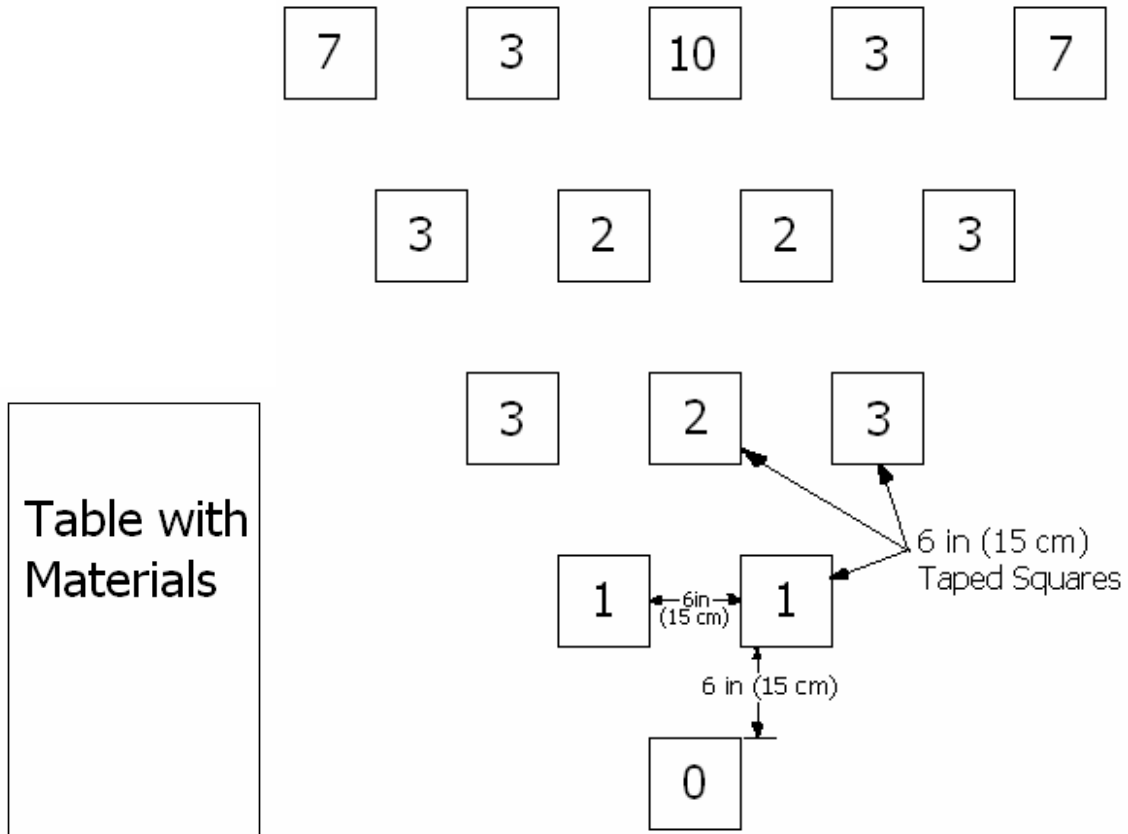 7 3 10 3 7
3 2 2 3
3 2 3
Table with
Materials
6 in (15 cm)
Taped Squares
1 6in 1
(15 cm)
6 in (15 cm)
0